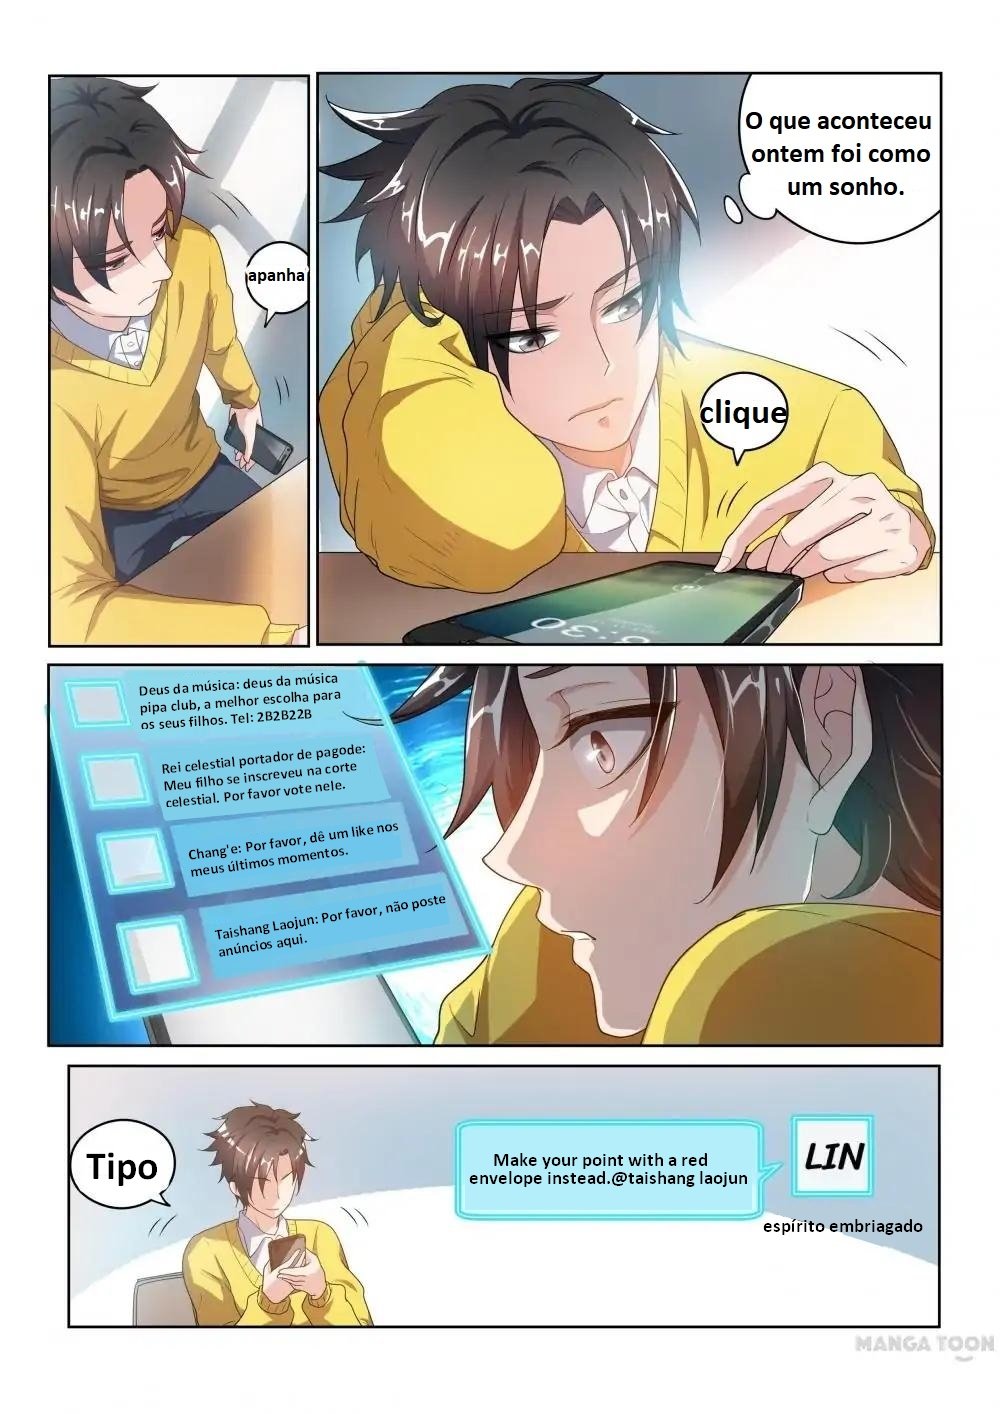 apanha
O que aconteceu
ontem foi como
um sonho.
clique
5:30
Deus da música: deus da música
pipa club, a melhor escolha para
os seus filhos. Tel: 2B2B22B
Rei celestial portador de pagode:
Meu filho se inscreveu na corte
celestial. Por favor vote nele.
Chang'e: Por favor, dê um like nos
meus últimos momentos.
Taishang Laojun: Por favor, não poste
anúncios aqui.
Tipo
Make your point with a red
envelope instead.@taishang laojun
LIN
espírito embriagado
MANGA TOON